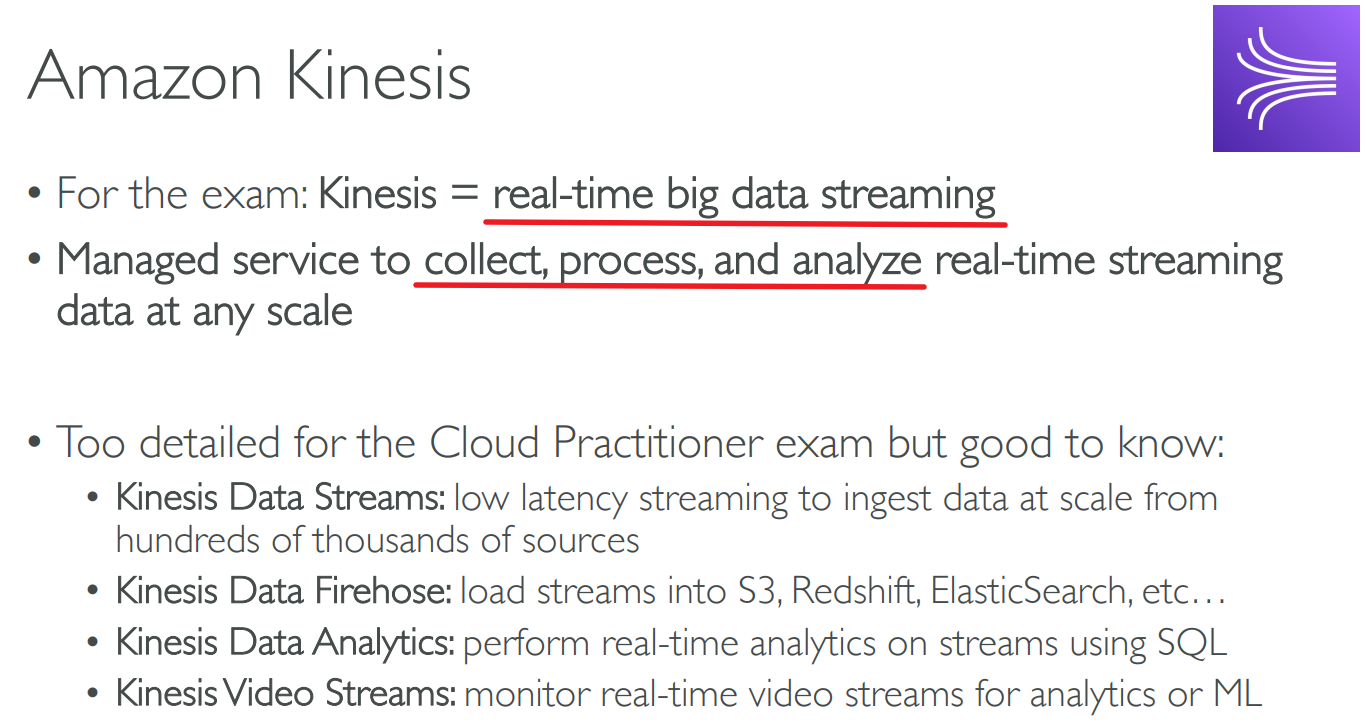 Amazon Kinesis
• For the exam: Kinesis = real-time big data streaming
• Managed service to collect, process, and analyze real-time streaming
data at any scale
• Too detailed for the Cloud Practitioner exam but good to know:
• Kinesis Data Streams: low latency streaming to ingest data at scale from
hundreds of thousands of sources
• Kinesis Data Firehose: load streams into S3, Redshift, ElasticSearch, etc…
• Kinesis Data Analytics: perform real-time analytics on streams using SQL
• Kinesis Video Streams: monitor real-time video streams for analytics or ML